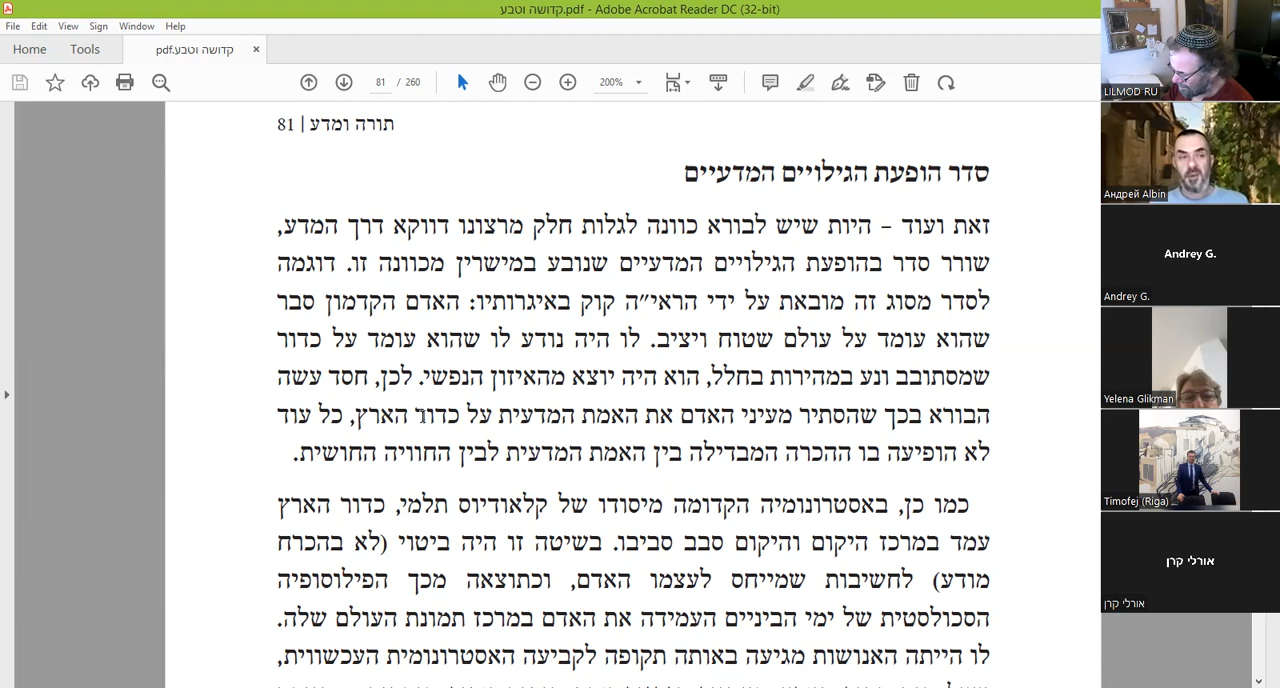 קדושה וטבע.pdf - Adobe Acrobat Reader DC (32-bit)
File Edit View Sign Window Help
Home Tools קדושה וטבע.pdf ×
81 / 260 200%
תורה ומדע | 81
סדר הופעת הגילויים המדעיים
זאת ועוד – היות שיש לבורא כוונה לגלות חלק מרצונו דווקא דרך המדע,
שורר סדר בהופעת הגילויים המדעיים שנובע במישרין מכוונה זו. דוגמה
לסדר מסוג זה מובאת על ידי הראי״ה קוק באיגרותיו: האדם הקדמון סבר
שהוא עומד על עולם שטוח ויציב. לו היה נודע לו שהוא עומד על כדור
שמסתובב ונע במהירות בחלל, הוא היה יוצא מהאיזון הנפשי. לכן, חסד עשה
הבורא בכך שהסתיר מעיני האדם את האמת המדעית על כדור הארץ, כל עוד
לא הופיעה בו ההכרה המבדילה בין האמת המדעית לבין החוויה החושית.
כמו כן, באסטרונומיה הקדומה מיסודו של קלאודיוס תלמי, כדור הארץ
עמד במרכז היקום והיקום סבב סביבו. בשיטה זו היה ביטוי (לא בהכרח
מודע) לחשיבות שמייחס לעצמו האדם, וכתוצאה מכך הפילוסופיה
הסכולסטית של ימי הביניים העמידה את האדם במרכז תמונת העולם שלה.
לו הייתה האנושות מגיעה באותה תקופה לקביעה האסטרונומית העכשווית,
LILMOD RU
Андрей Albin
Andrey G.
Andrey G.
Yelena Glikman
Timofej (Riga)
אורלי קרן
אורלי קרן